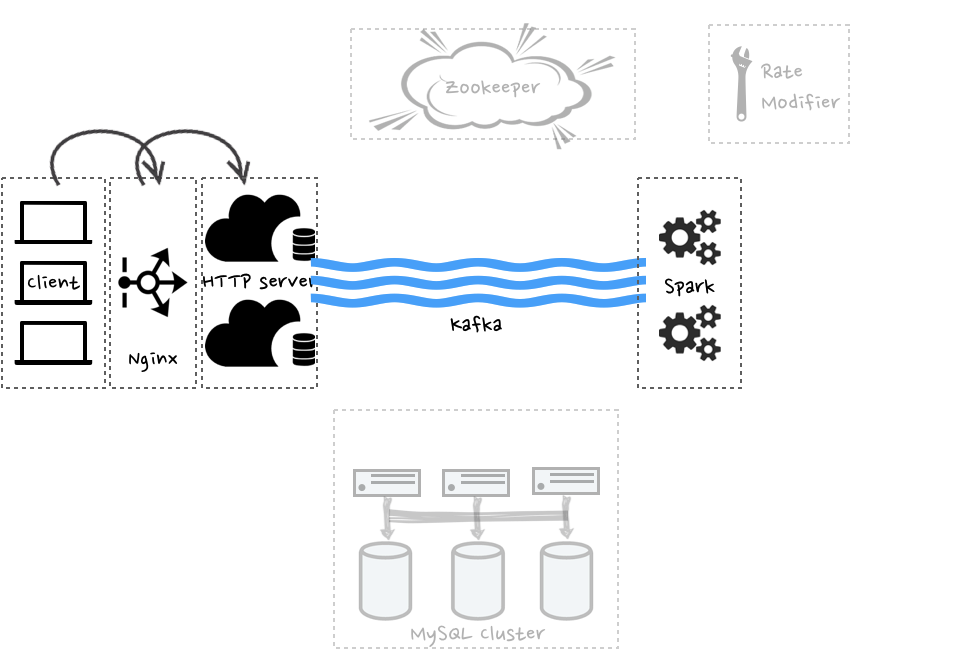 Zookeeper
Rate
Modifier
Client
HTTP server
Spark
Kafka
Nginx
MySQL cluster